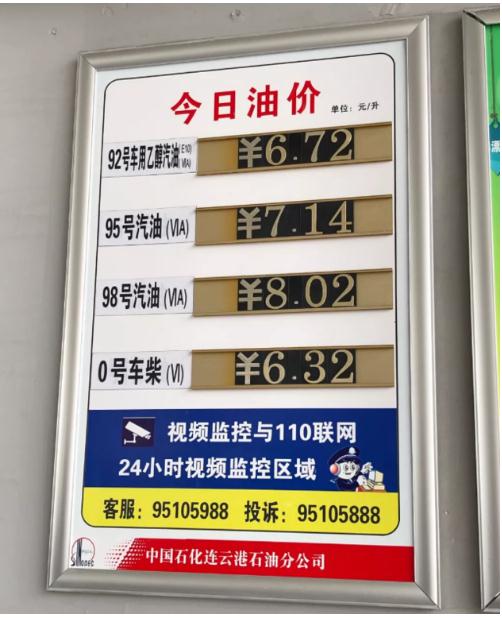 今日油价 单位：元/升
92号车用乙醇汽油(E10)(ⅥA) ¥6.72
95号汽油(ⅥA) ¥7.14
98号汽油(ⅥA) ¥8.02
0号车柴(Ⅵ) ¥6.32
视频监控与110联网
24小时视频监控区域
客服：95105988 投诉：95105888
中国石化连云港石油分公司